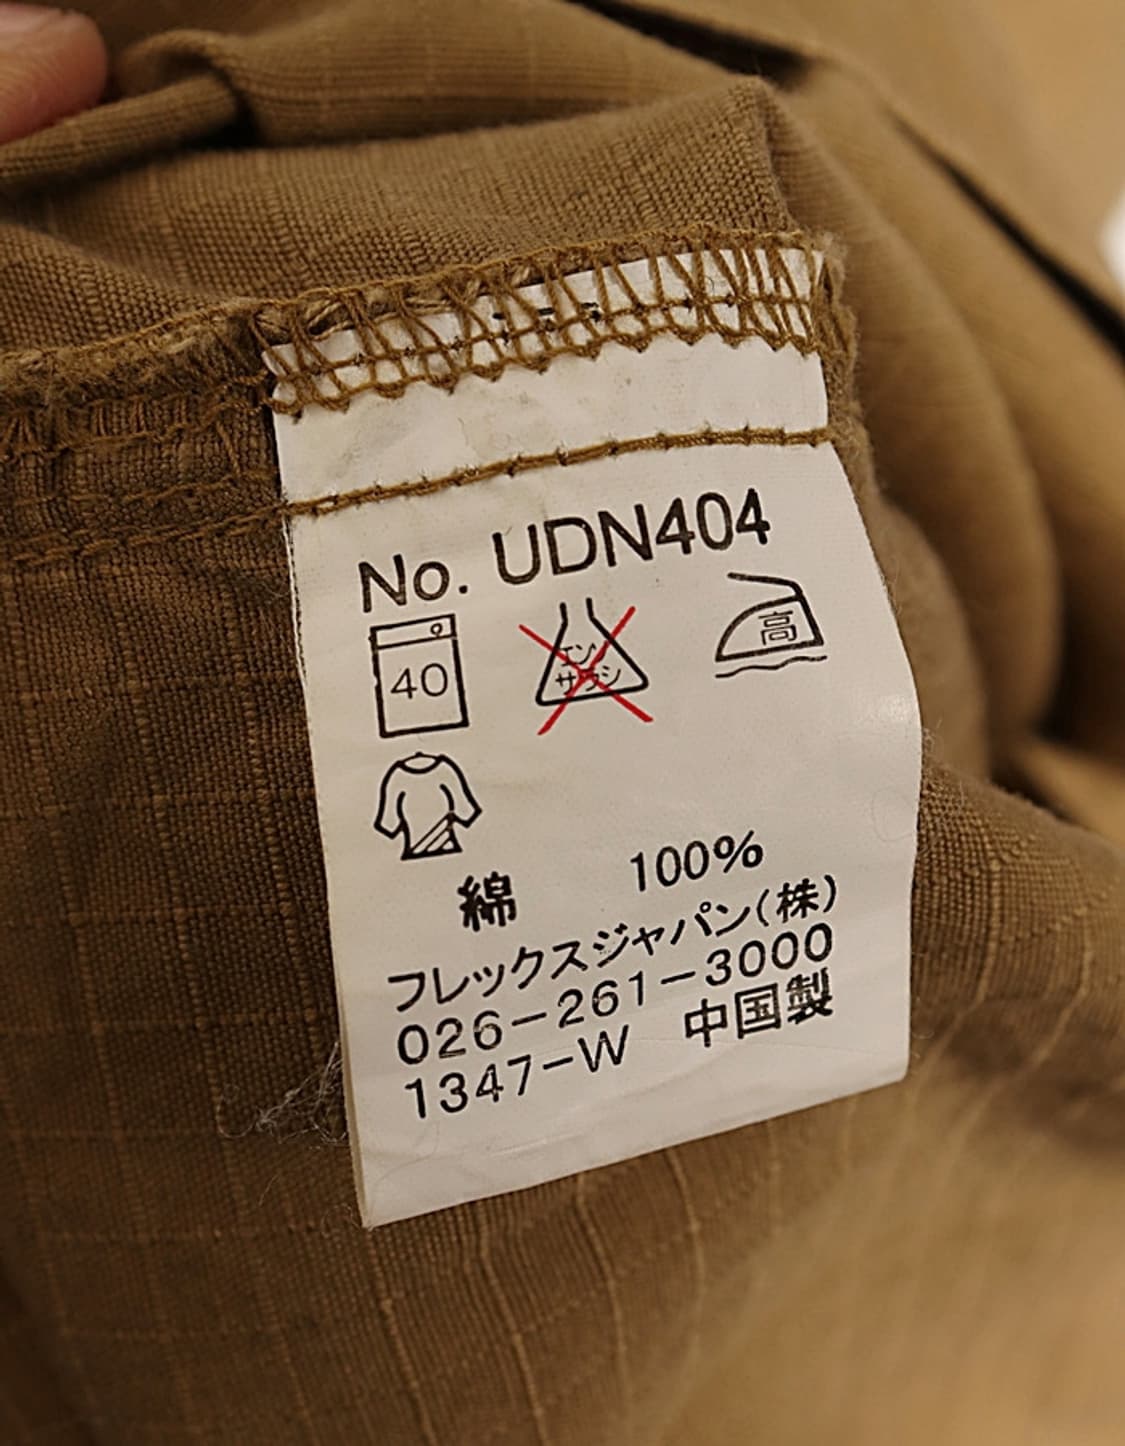 No. UDN404
40
エンソ
サラシ
高
綿 100%
フレックスジャパン(株)
026-261-3000
1347-W 中国製